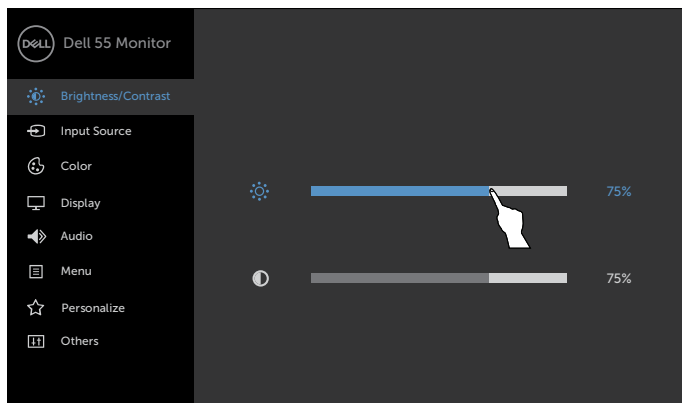 DELL
Dell 55 Monitor
Brightness/Contrast
Input Source
Color
Display
Audio
Menu
Personalize
Others
75%
75%